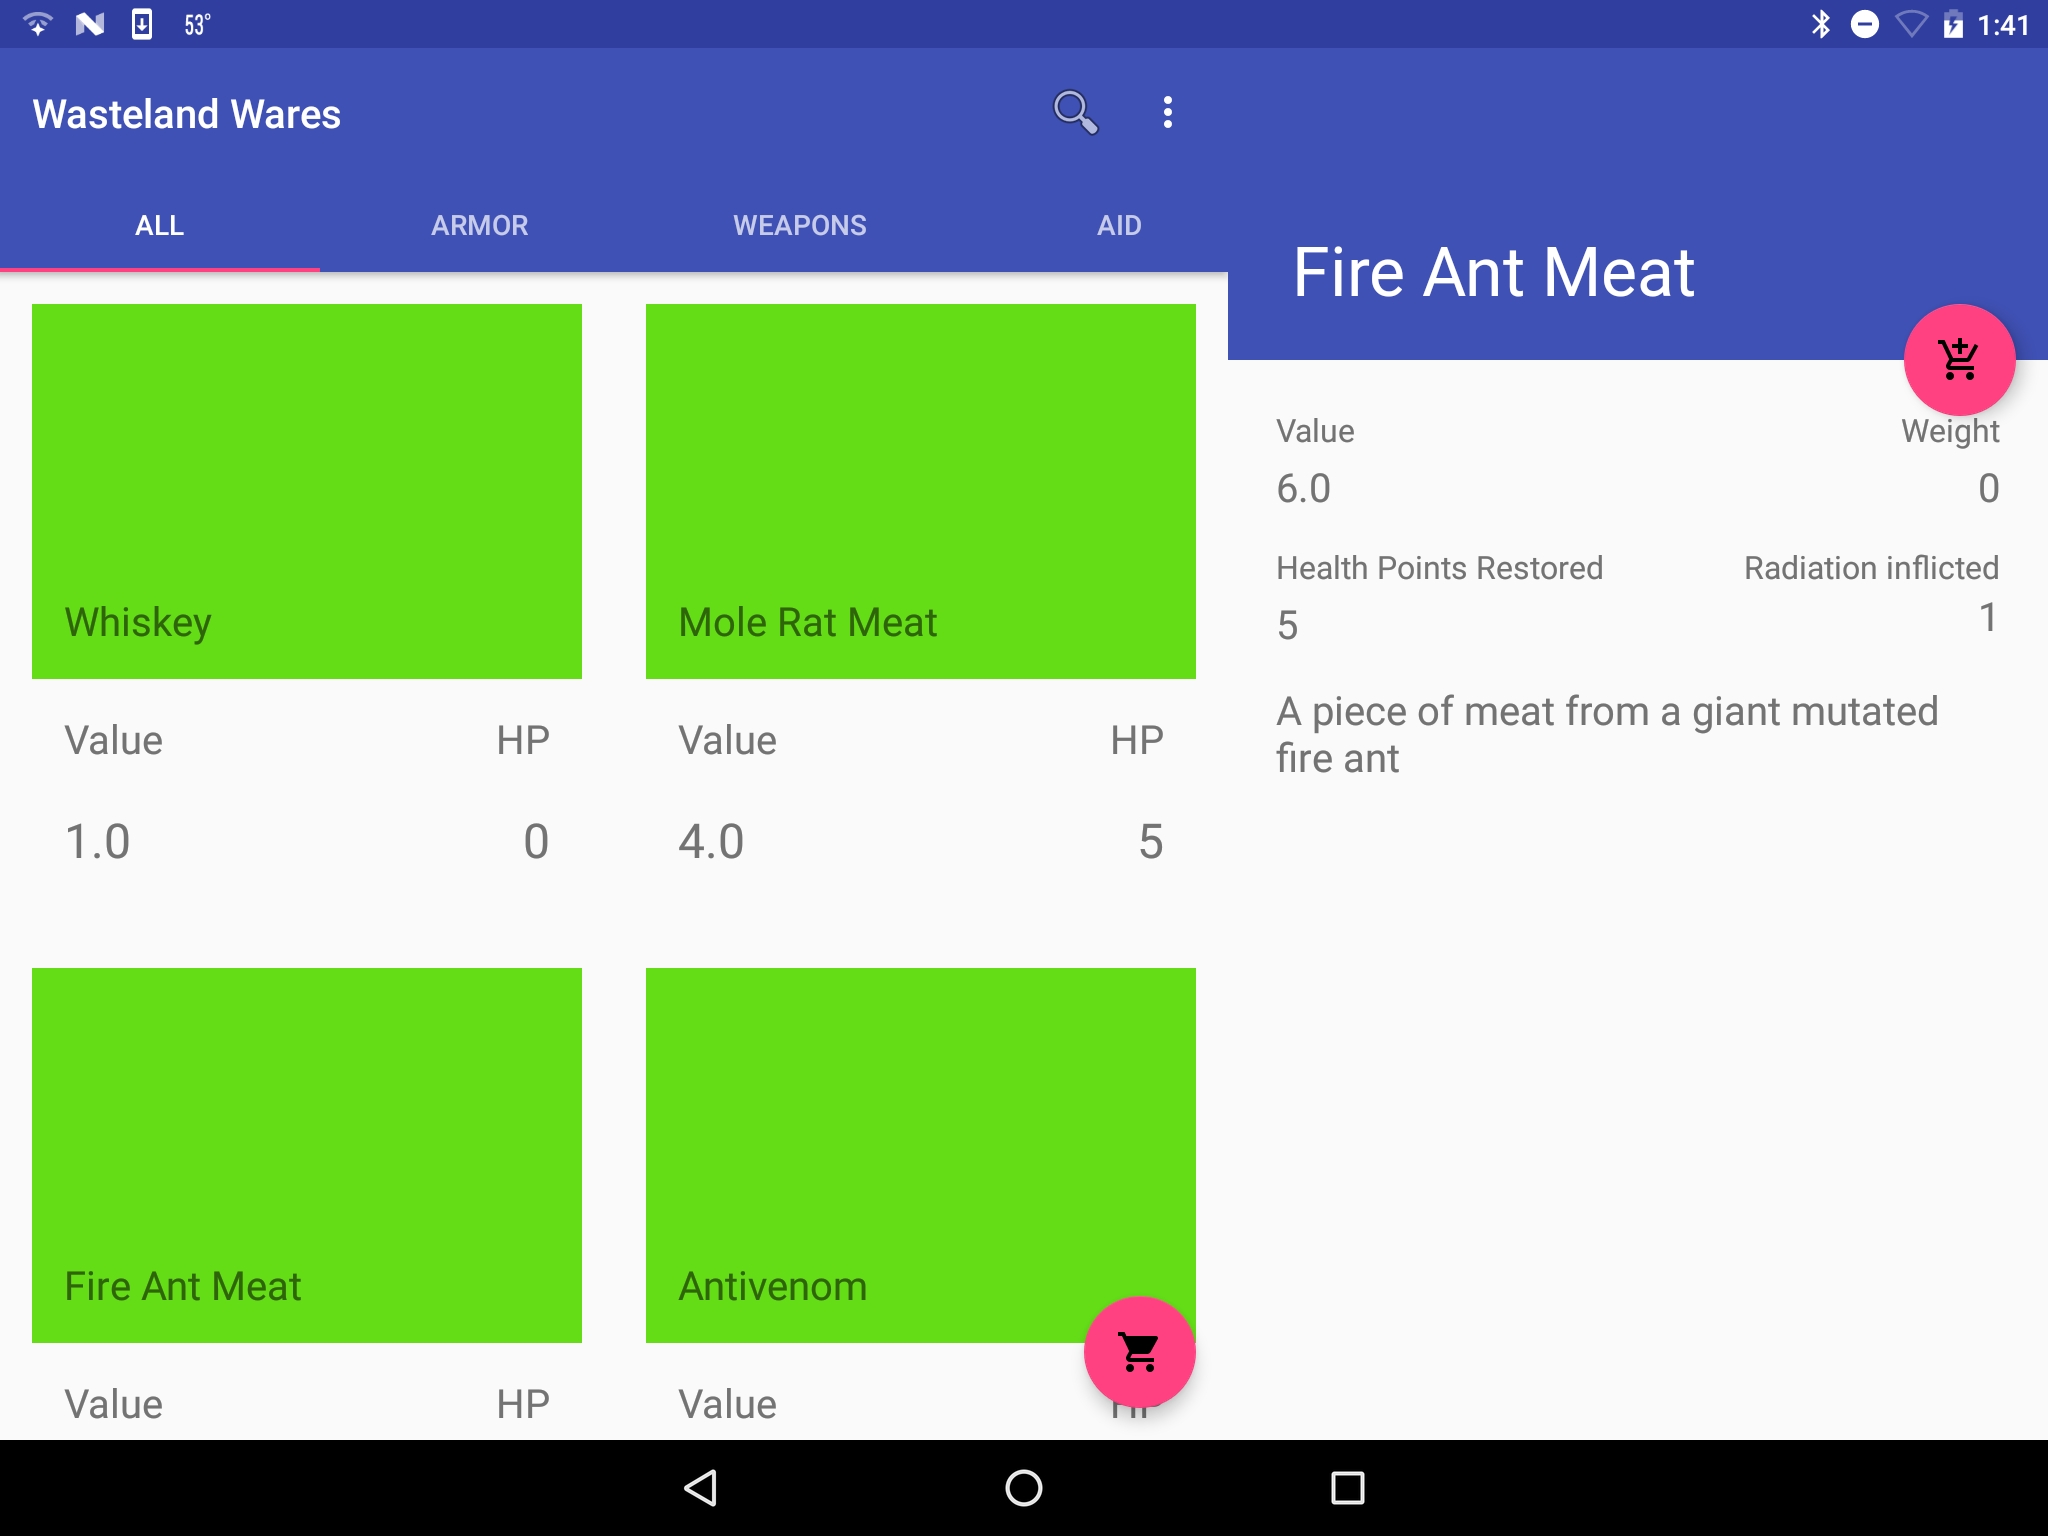 53°
1:41
Wasteland Wares
ALL ARMOR WEAPONS AID
Whiskey
Value HP
1.0 0
Mole Rat Meat
Value HP
4.0 5
Fire Ant Meat
Value HP
Antivenom
Value HP
Fire Ant Meat
Value Weight
6.0 0
Health Points Restored Radiation inflicted
5 1
A piece of meat from a giant mutated
fire ant